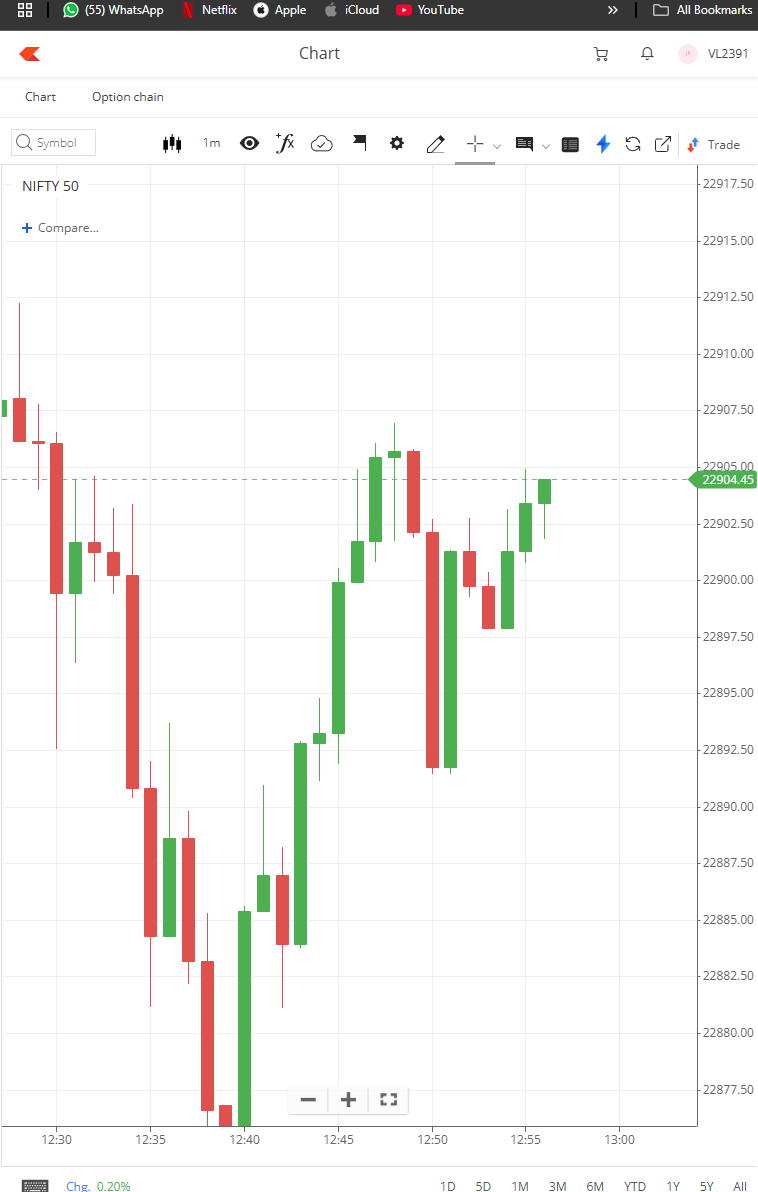 (55) WhatsApp Netflix Apple iCloud YouTube » All Bookmarks
Chart VL2391
Chart Option chain
Symbol 1m Trade
NIFTY 50
+ Compare...
22917.50
22915.00
22912.50
22910.00
22907.50
22905.00
22904.45
22902.50
22900.00
22897.50
22895.00
22892.50
22890.00
22887.50
22885.00
22882.50
22880.00
22877.50
12:30 12:35 12:40 12:45 12:50 12:55 13:00
Chg. 0.20% 1D 5D 1M 3M 6M YTD 1Y 5Y All